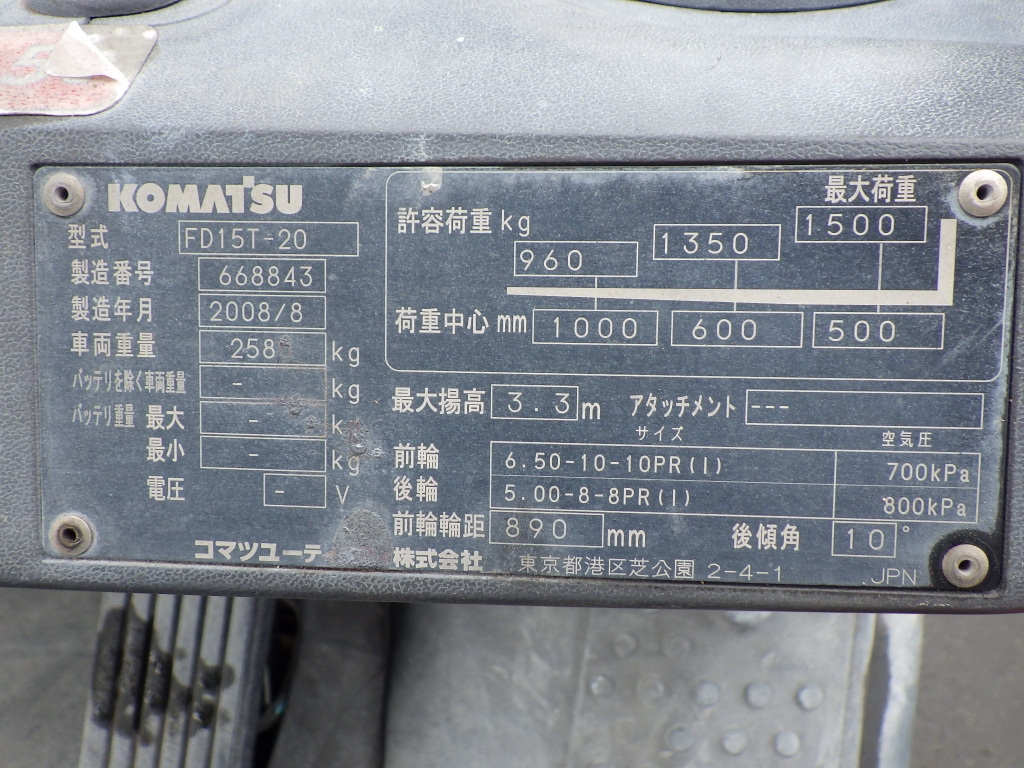 KOMATSU
型式 FD15T-20
製造番号 668843
製造年月 2008/8
車両重量 258 kg
バッテリを除く車両重量 - kg
バッテリ重量 最大 - k
最小 - kg
電圧 - V
最大荷重
許容荷重 kg 960 1350 1500
荷重中心 mm 1000 600 500
最大揚高 3.3 m アタッチメント ---
サイズ 空気圧
前輪 6.50-10-10PR(I) 700kPa
後輪 5.00-8-8PR(I) 800kPa
前輪輪距 890 mm 後傾角 10°
コマツユーテ 株式会社 東京都港区芝公園 2-4-1 JPN